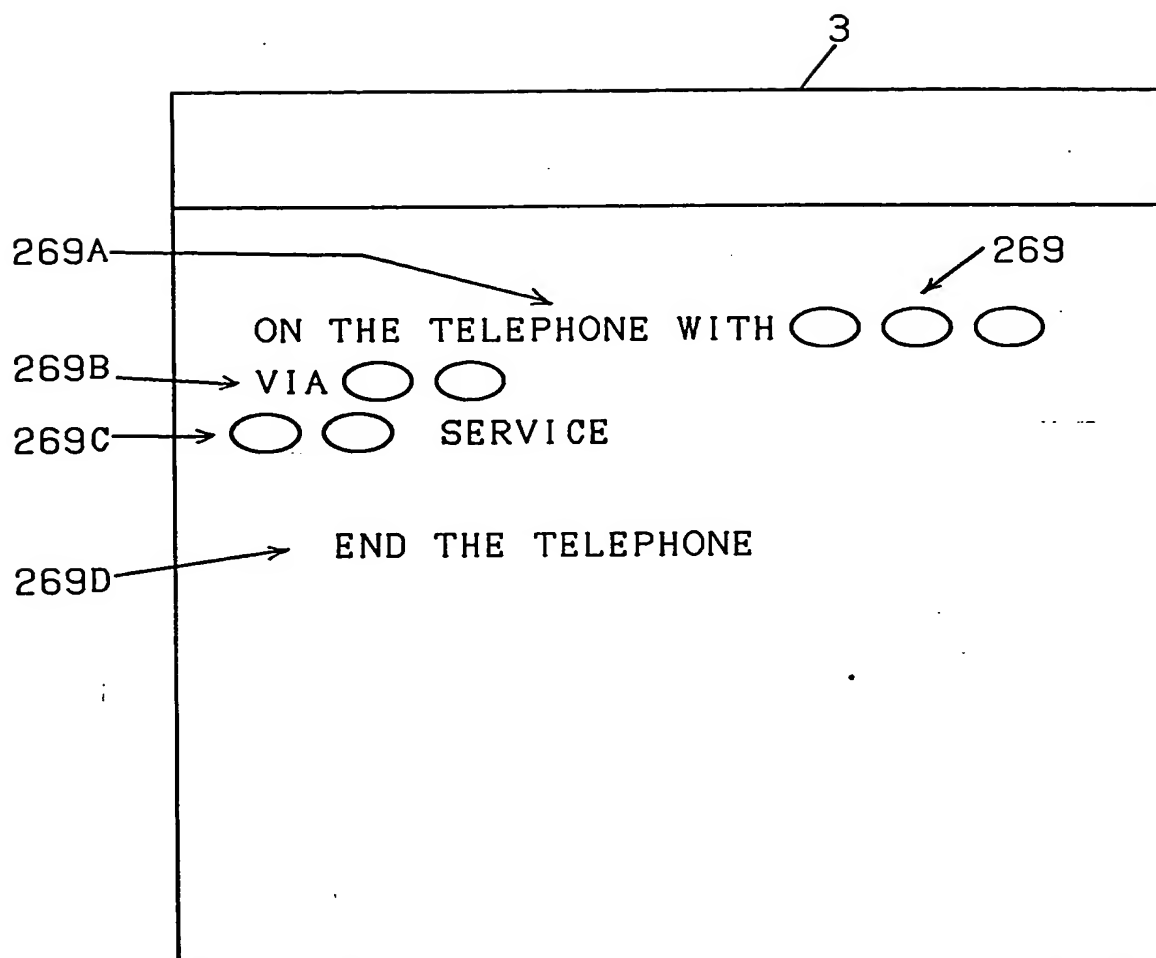 3
269A
269
ON THE TELEPHONE WITH ○ ○ ○
269B
VIA ○ ○
269C
○ ○ SERVICE
END THE TELEPHONE
269D